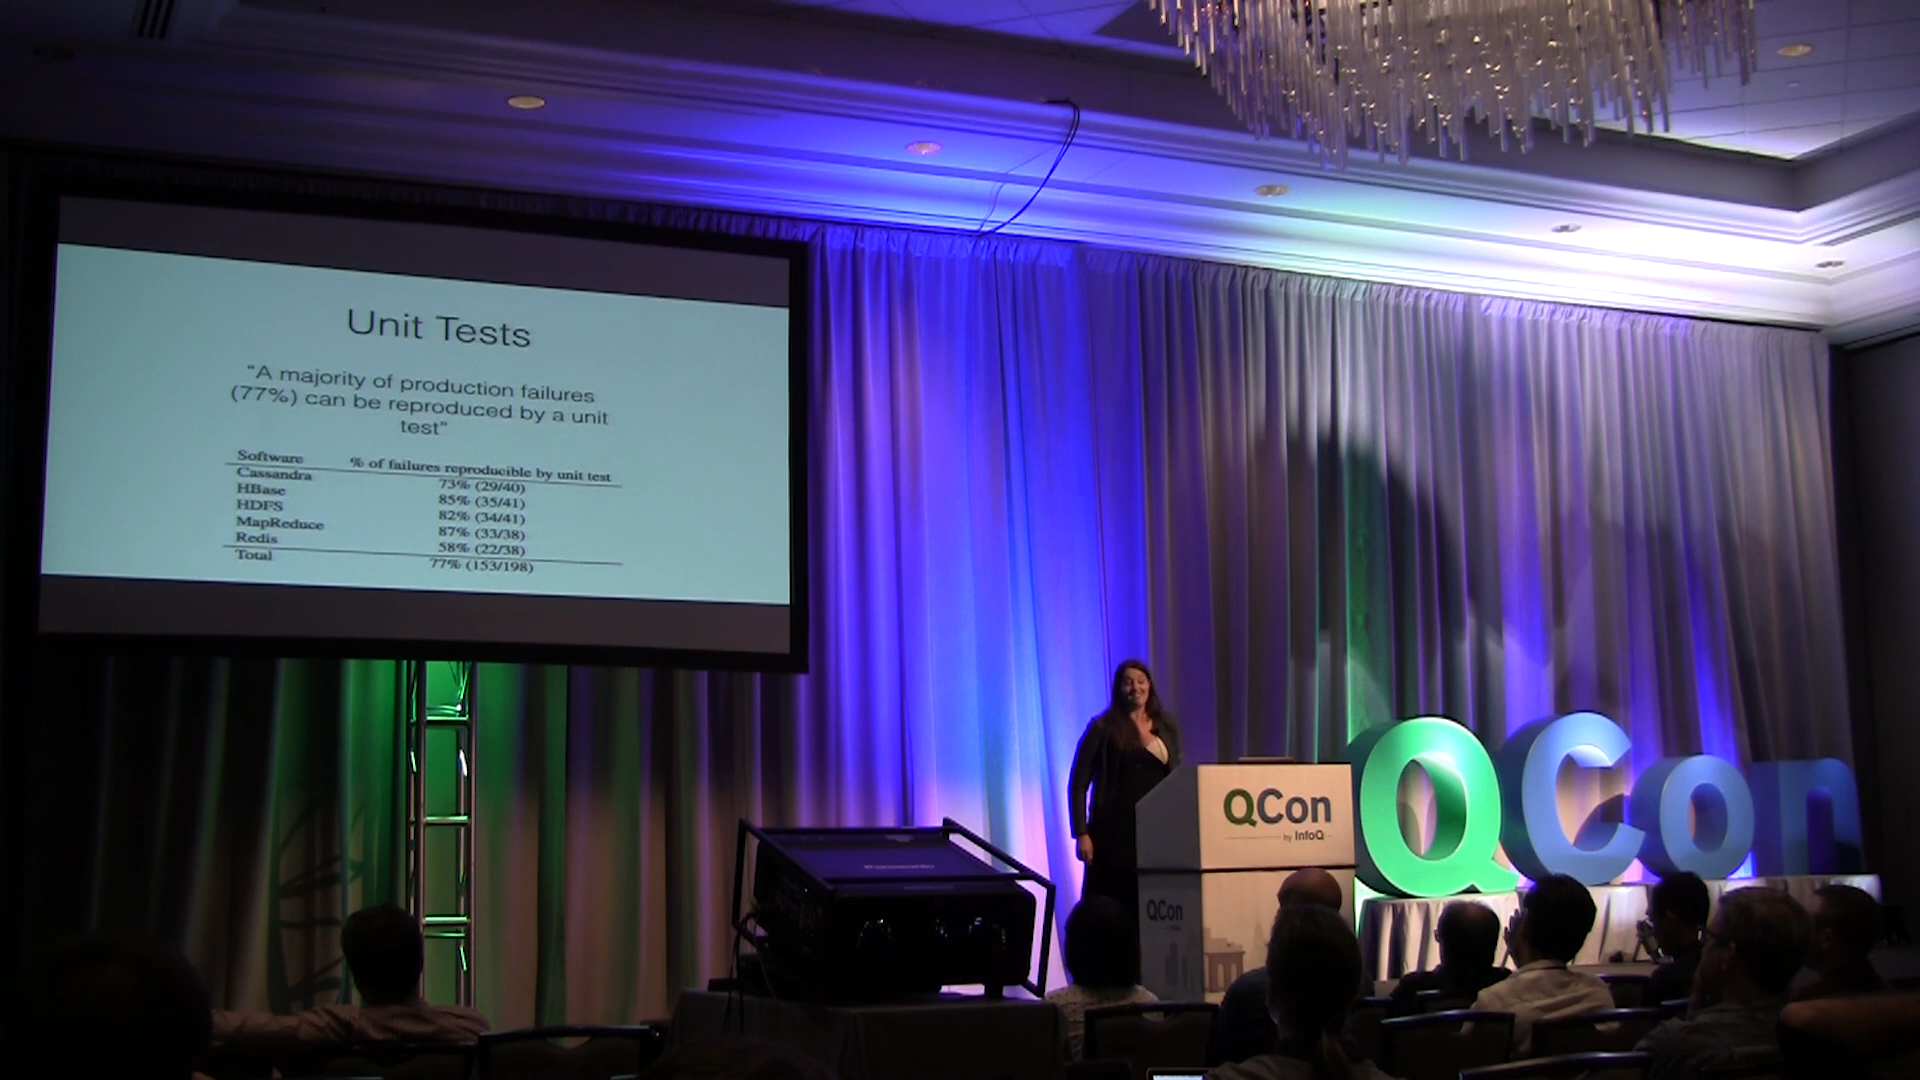 Unit Tests
“A majority of production failures
(77%) can be reproduced by a unit
test”
Software % of failures reproducible by unit test
Cassandra 73% (29/40)
HBase 85% (35/41)
HDFS 82% (34/41)
MapReduce 87% (33/38)
Redis 58% (22/38)
Total 77% (153/198)
QCon
by InfoQ
QCon
QCon